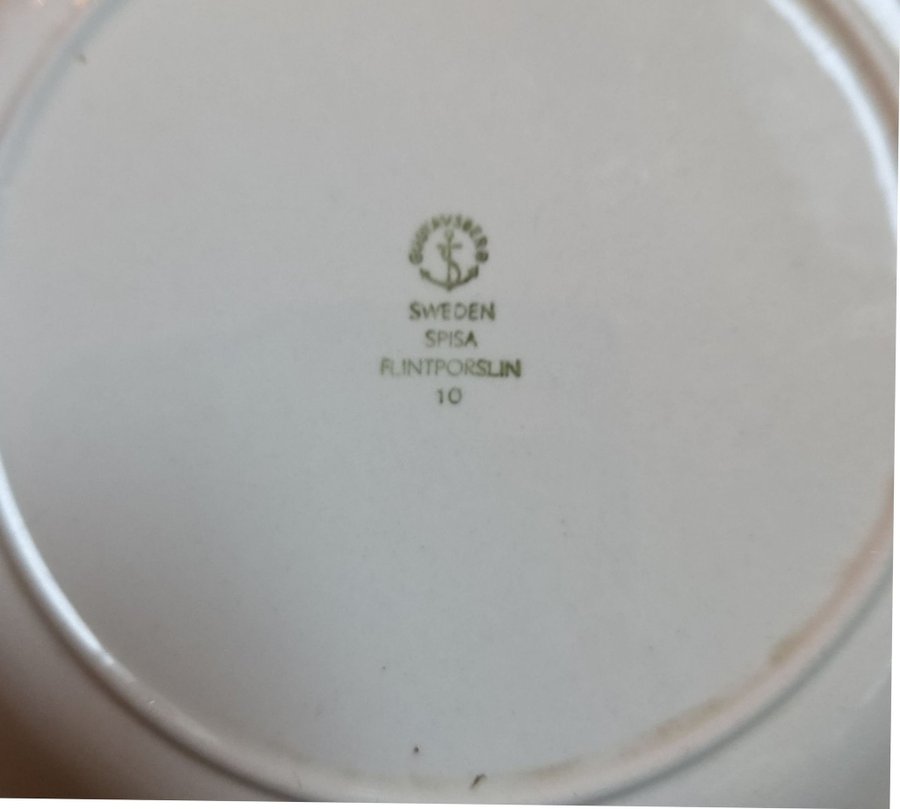 GUSTAVSBERG
SWEDEN
SPISA
FLINTPORSLIN
10